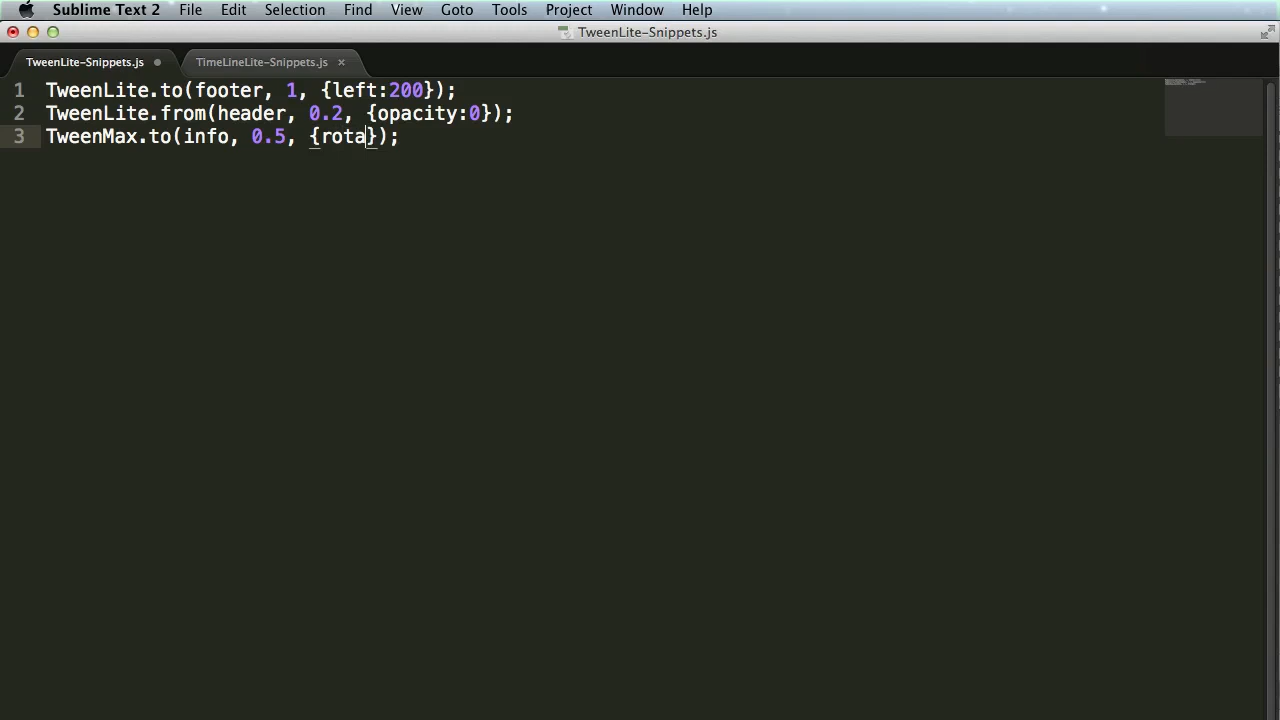 Sublime Text 2 File Edit Selection Find View Goto Tools Project Window Help
TweenLite-Snippets.js
TweenLite-Snippets.js TimeLineLite-Snippets.js ×
1 TweenLite.to(footer, 1, {left:200});
2 TweenLite.from(header, 0.2, {opacity:0});
3 TweenMax.to(info, 0.5, {rota});